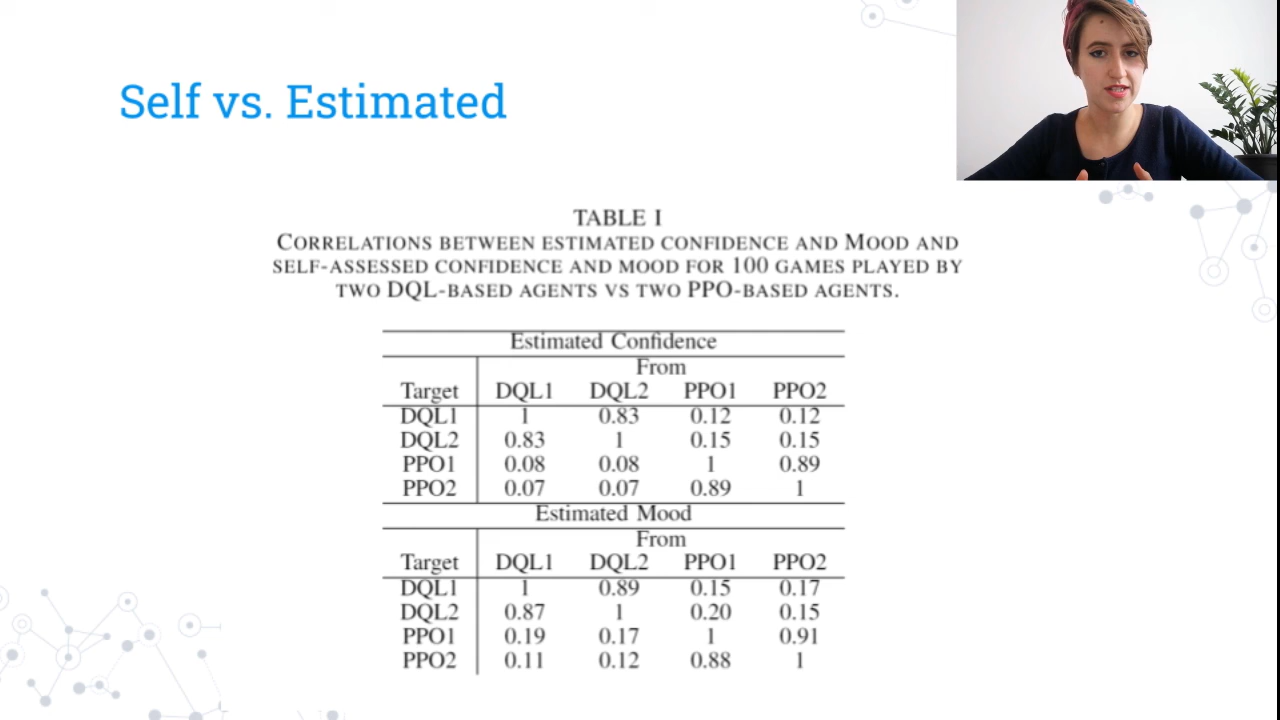 Self vs. Estimated
TABLE I
CORRELATIONS BETWEEN ESTIMATED CONFIDENCE AND MOOD AND
SELF-ASSESSED CONFIDENCE AND MOOD FOR 100 GAMES PLAYED BY
TWO DQL-BASED AGENTS VS TWO PPO-BASED AGENTS.
Estimated Confidence
From
Target DQL1 DQL2 PPO1 PPO2
DQL1 1 0.83 0.12 0.12
DQL2 0.83 1 0.15 0.15
PPO1 0.08 0.08 1 0.89
PPO2 0.07 0.07 0.89 1
Estimated Mood
From
Target DQL1 DQL2 PPO1 PPO2
DQL1 1 0.89 0.15 0.17
DQL2 0.87 1 0.20 0.15
PPO1 0.19 0.17 1 0.91
PPO2 0.11 0.12 0.88 1